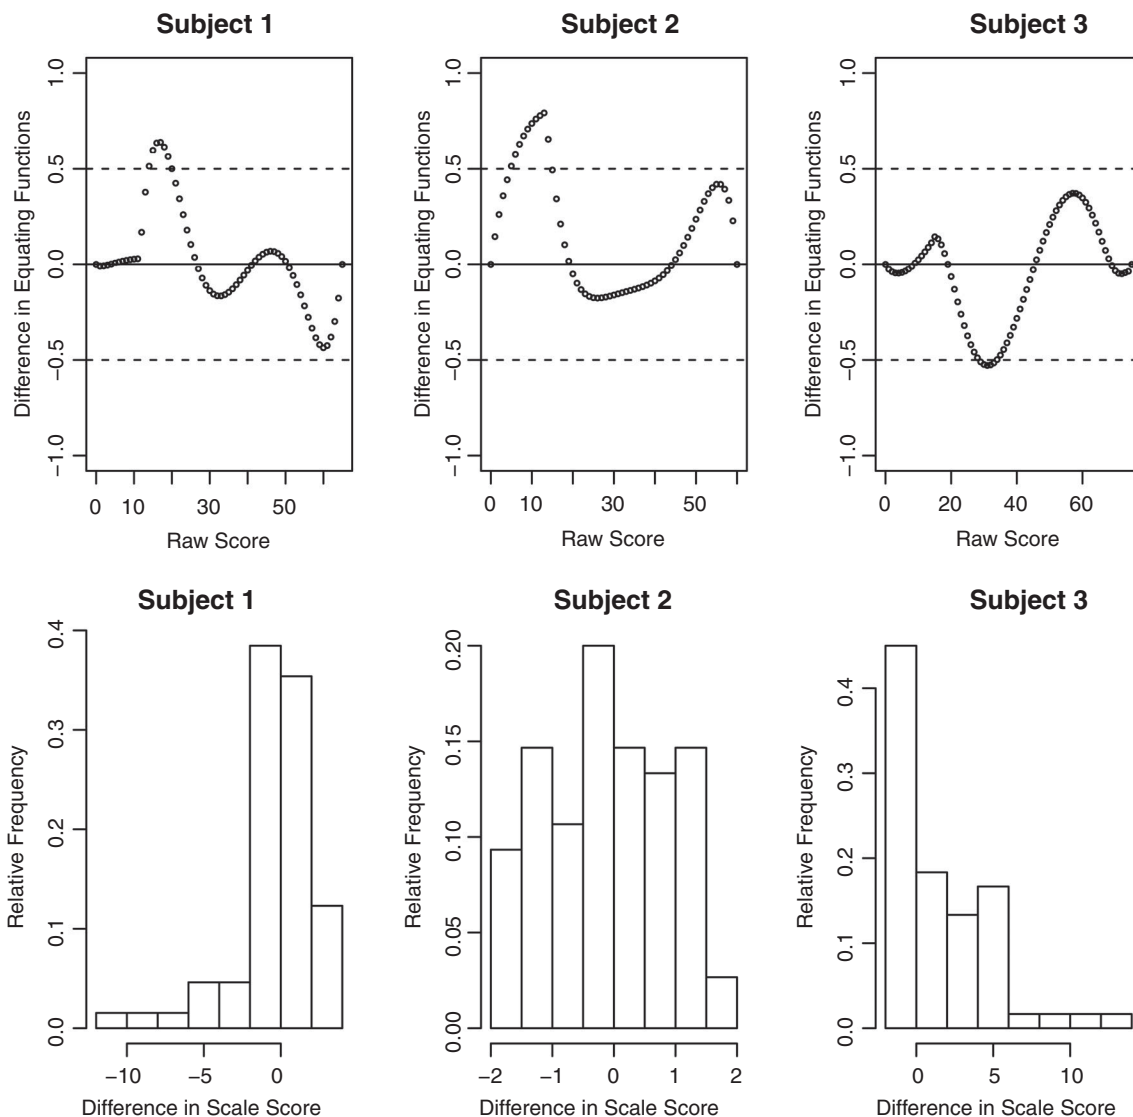 Subject 1
Subject 2
Subject 3
Difference in Equating Functions
1.0
0.5
0.0
−0.5
−1.0
0 10 30 50
Raw Score
Difference in Equating Functions
1.0
0.5
0.0
−0.5
−1.0
0 10 30 50
Raw Score
Difference in Equating Functions
1.0
0.5
0.0
−0.5
−1.0
0 20 40 60
Raw Score
Subject 1
Subject 2
Subject 3
Relative Frequency
0.4
0.3
0.2
0.1
0.0
−10 −5 0
Difference in Scale Score
Relative Frequency
0.20
0.15
0.10
0.05
0.00
−2 −1 0 1 2
Difference in Scale Score
Relative Frequency
0.4
0.3
0.2
0.1
0.0
0 5 10
Difference in Scale Score